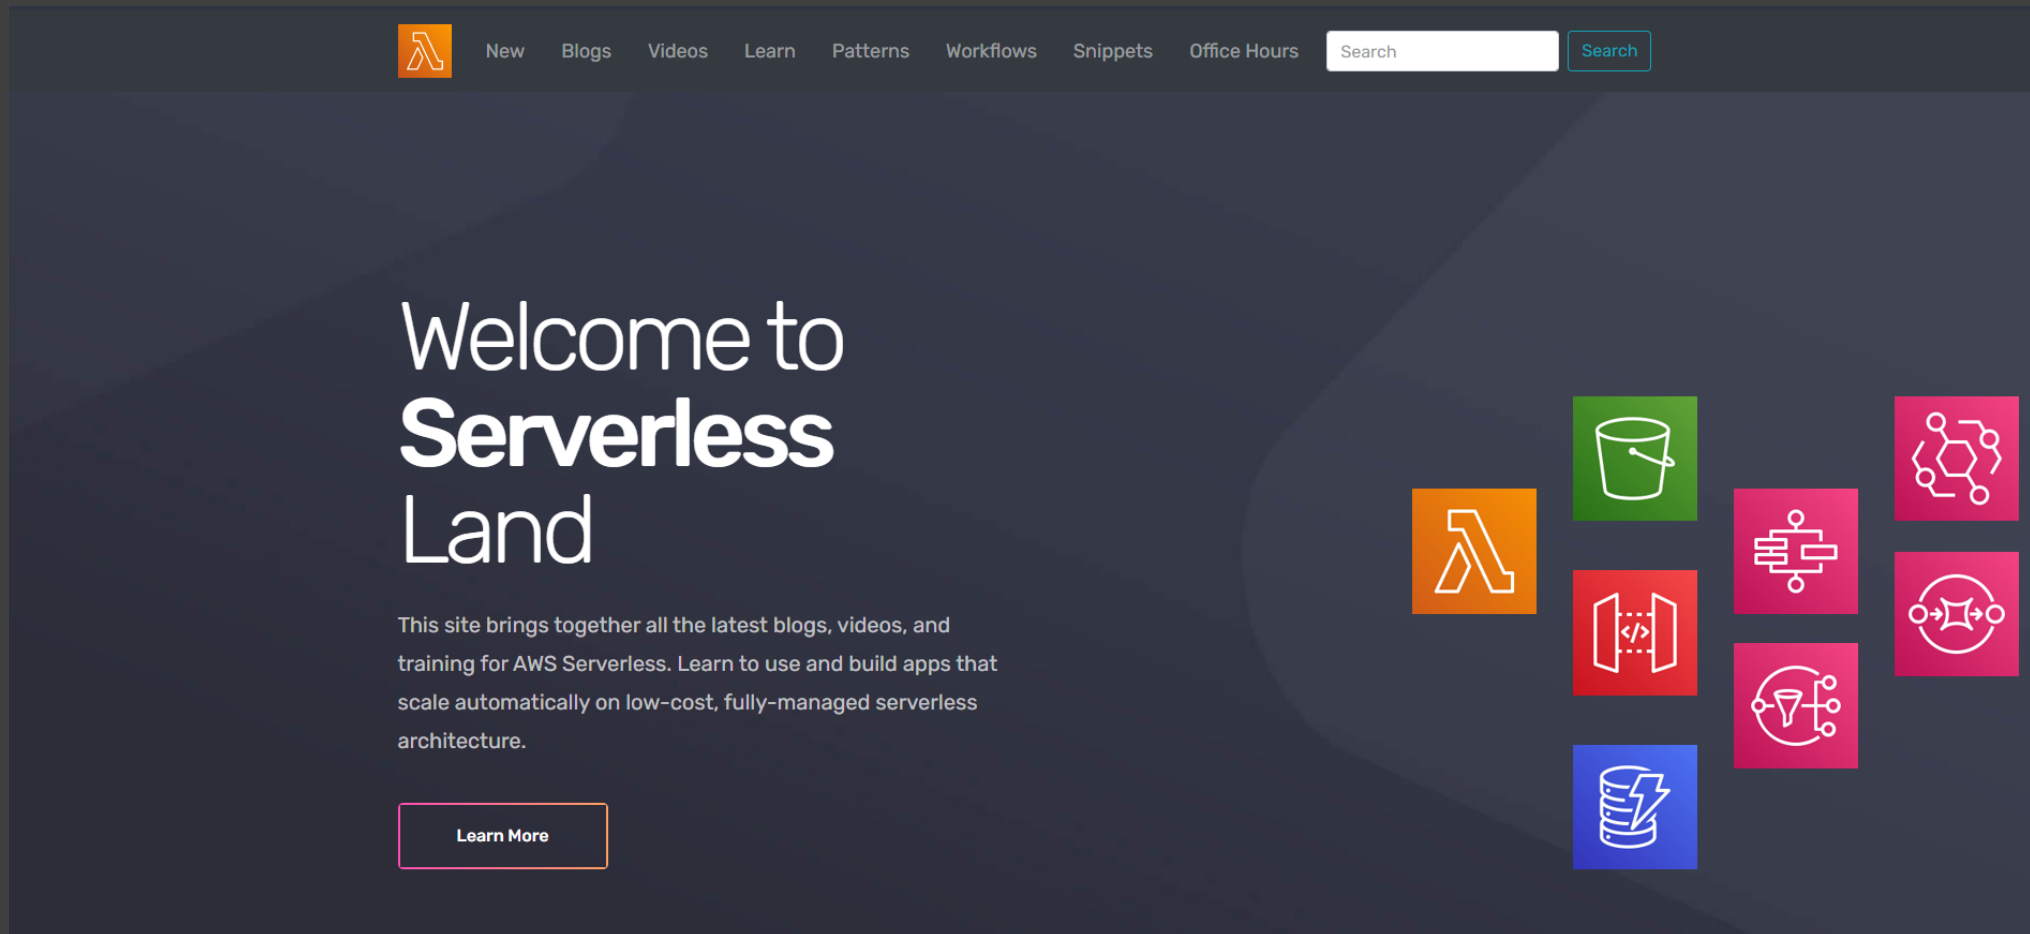 New Blogs Videos Learn Patterns Workflows Snippets Office Hours Search Search
Welcome to
Serverless
Land
This site brings together all the latest blogs, videos, and
training for AWS Serverless. Learn to use and build apps that
scale automatically on low-cost, fully-managed serverless
architecture.
Learn More